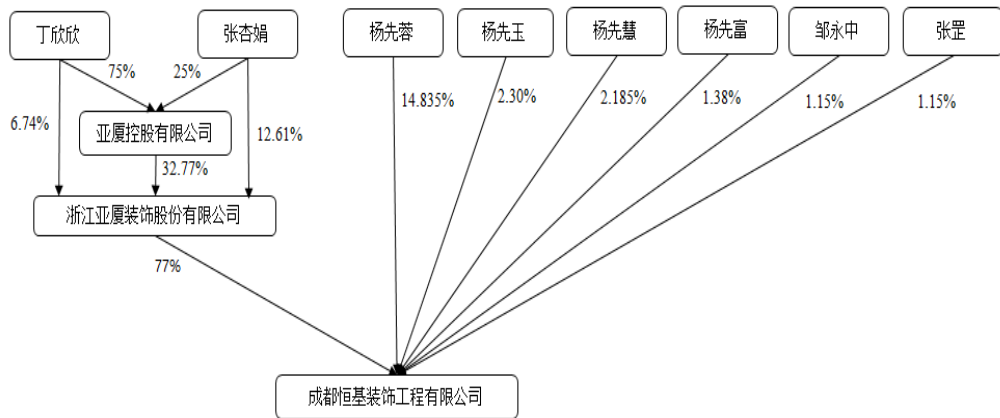 丁欣欣
张杏娟
杨先蓉
杨先玉
杨先慧
杨先富
邹永中
张罡
75%
25%
14.835%
2.30%
2.185%
1.38%
1.15%
1.15%
6.74%
亚厦控股有限公司
12.61%
32.77%
浙江亚厦装饰股份有限公司
77%
成都恒基装饰工程有限公司